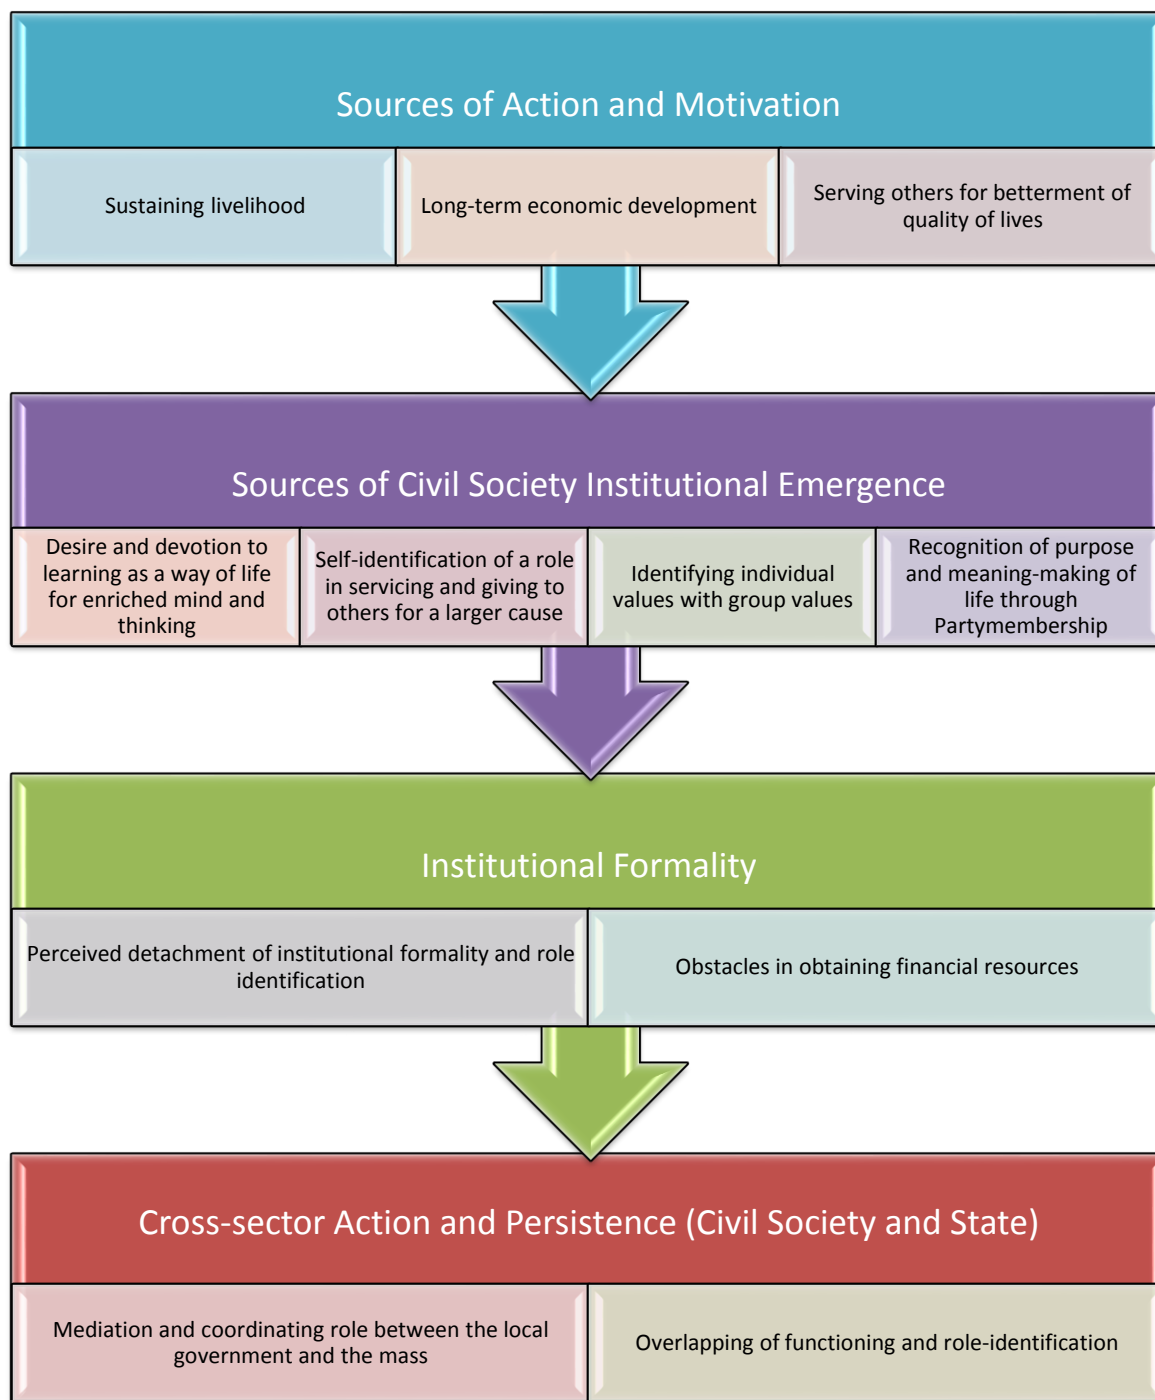 Sources of Action and Motivation
Sustaining livelihood
Long-term economic development
Serving others for betterment of
quality of lives
Sources of Civil Society Institutional Emergence
Desire and devotion to
learning as a way of life
for enriched mind and
thinking
Self-identification of a role
in servicing and giving to
others for a larger cause
Identifying individual
values with group values
Recognition of purpose
and meaning-making of
life through
Partymembership
Institutional Formality
Perceived detachment of institutional formality and role
identification
Obstacles in obtaining financial resources
Cross-sector Action and Persistence (Civil Society and State)
Mediation and coordinating role between the local
government and the mass
Overlapping of functioning and role-identification